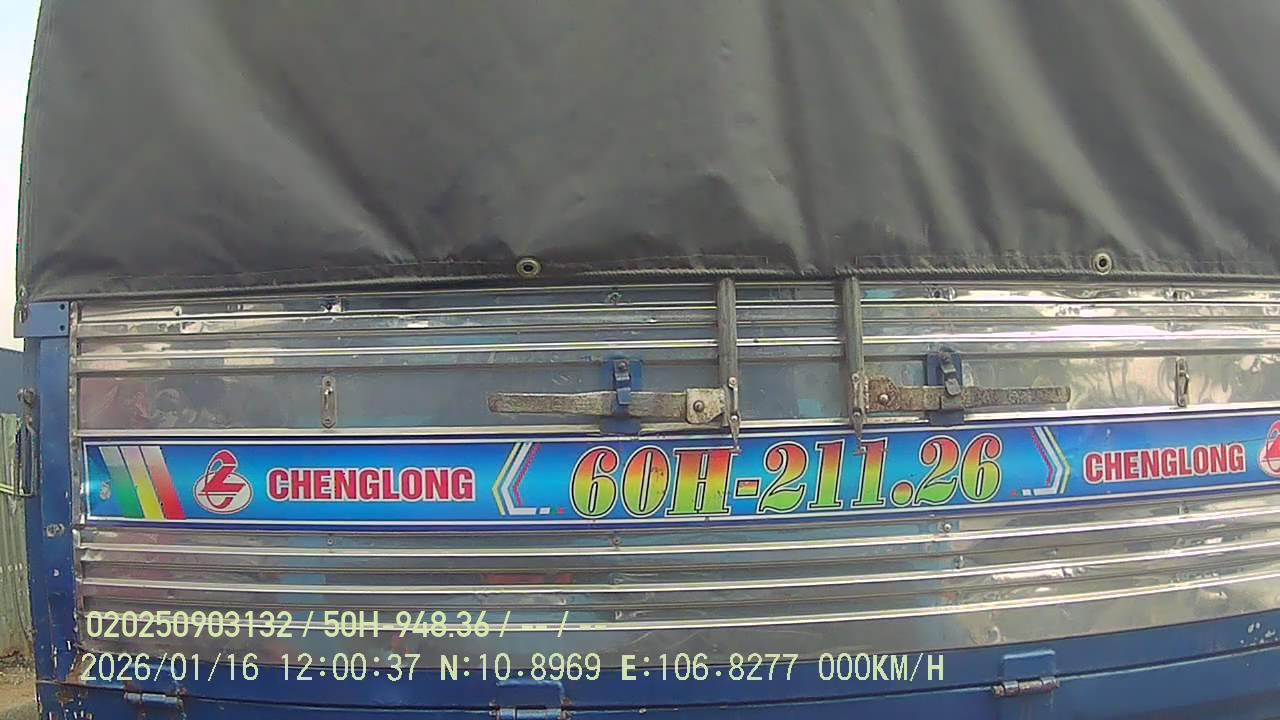 CHENGLONG 60H-211.26 CHENGLONG
020250903132 / 50H-948.36 / -- / --
2026/01/16 12:00:37 N:10.8969 E:106.8277 000KM/H